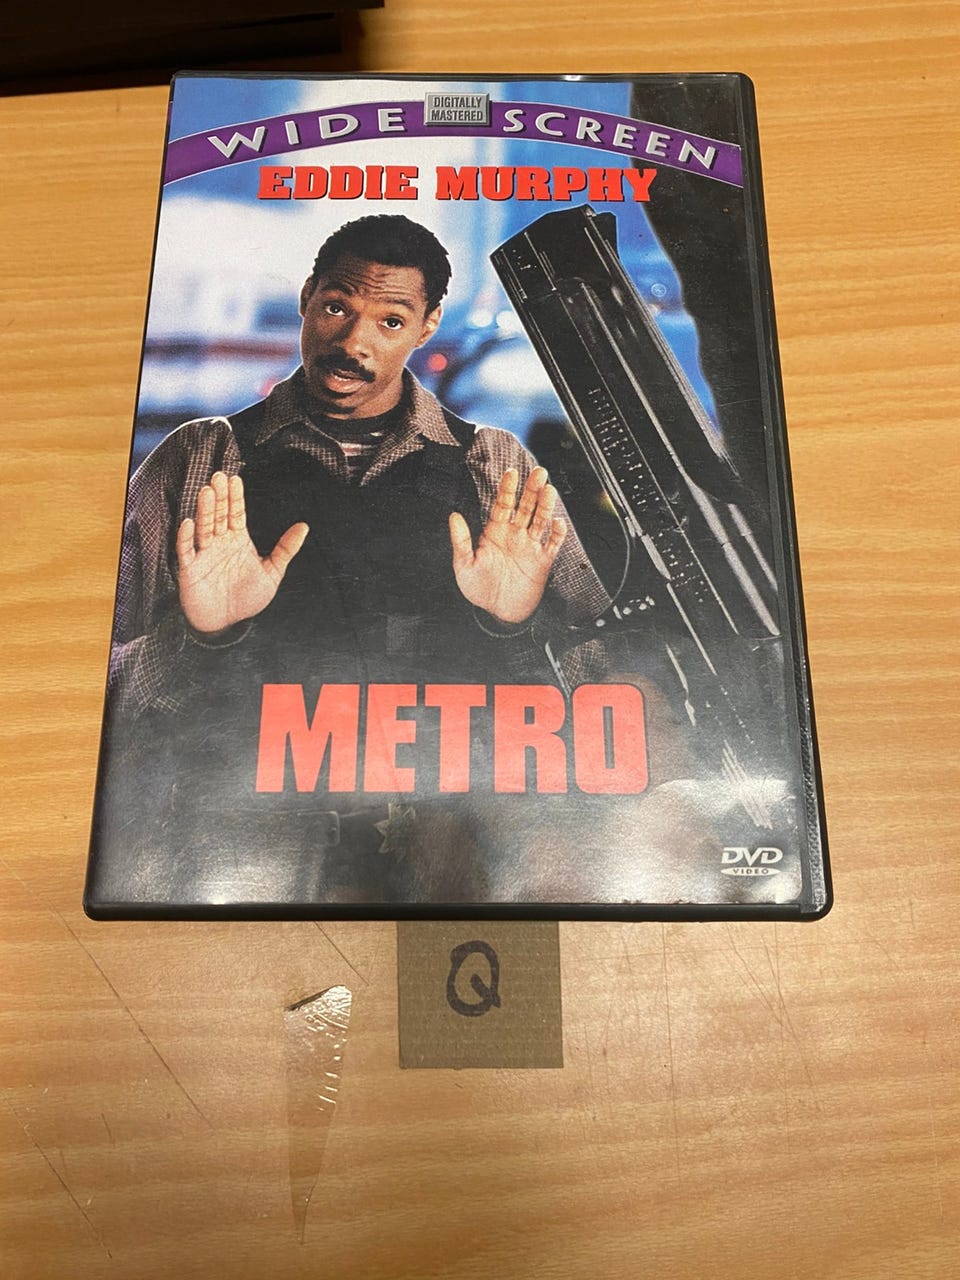 WIDE SCREEN
DIGITALLY
MASTERED
EDDIE MURPHY
METRO
DVD
VIDEO
Q